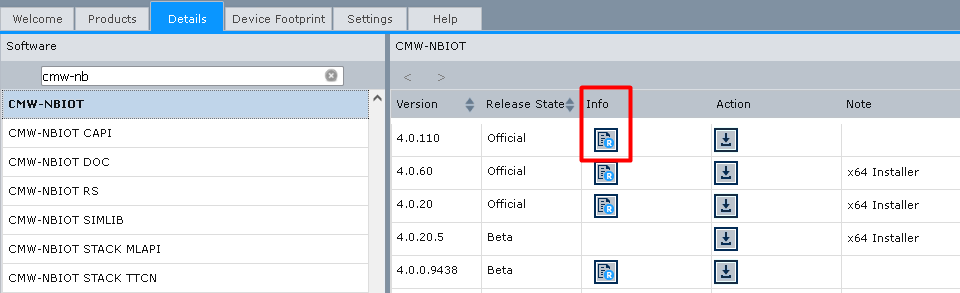 Welcome Products Details Device Footprint Settings Help
Software
cmw-nb
CMW-NBIOT
CMW-NBIOT CAPI
CMW-NBIOT DOC
CMW-NBIOT RS
CMW-NBIOT SIMLIB
CMW-NBIOT STACK MLAPI
CMW-NBIOT STACK TTCN
CMW-NBIOT
< >
Version Release State Info Action Note
4.0.110 Official R
4.0.60 Official R x64 Installer
4.0.20 Official R x64 Installer
4.0.20.5 Beta x64 Installer
4.0.0.9438 Beta R